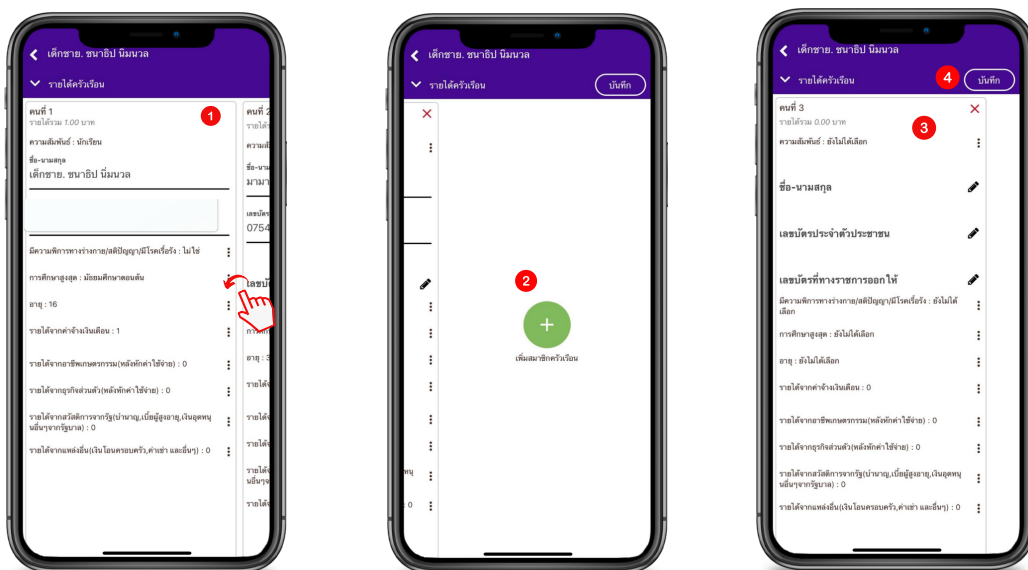 เด็กชาย. ชนาธิป นิมนวล
รายได้ครัวเรือน
คนที่ 1
รายได้รวม 1.00 บาท
1
ความสัมพันธ์ : นักเรียน
ชื่อ-นามสกุล
เด็กชาย. ชนาธิป นิมนวล
มีความพิการทางร่างกาย/สติปัญญา/มีโรคเรื้อรัง : ไม่ใช่
การศึกษาสูงสุด : มัธยมศึกษาตอนต้น
อายุ : 16
รายได้จากค่าจ้างเงินเดือน : 1
รายได้จากอาชีพเกษตรกรรม(หลังหักค่าใช้จ่าย) : 0
รายได้จากธุรกิจส่วนตัว(หลังหักค่าใช้จ่าย) : 0
รายได้จากสวัสดิการจากรัฐ(บำนาญ,เบี้ยผู้สูงอายุ,เงินอุดหนุ
นอื่นๆจากรัฐบาล) : 0
รายได้จากแหล่งอื่น(เงินโอนครอบครัว,ค่าเช่า และอื่นๆ) : 0
คนที่ 2
มามา
0754
อายุ : 3
เด็กชาย. ชนาธิป นิมนวล
รายได้ครัวเรือน
บันทึก
2
เพิ่มสมาชิกครัวเรือน
หนุ
: 0
เด็กชาย. ชนาธิป นิมนวล
รายได้ครัวเรือน
4
บันทึก
คนที่ 3
รายได้รวม 0.00 บาท
3
ความสัมพันธ์ : ยังไม่ได้เลือก
ชื่อ-นามสกุล
เลขบัตรประจำตัวประชาชน
เลขบัตรที่ทางราชการออกให้
มีความพิการทางร่างกาย/สติปัญญา/มีโรคเรื้อรัง : ยังไม่ได้
เลือก
การศึกษาสูงสุด : ยังไม่ได้เลือก
อายุ : ยังไม่ได้เลือก
รายได้จากค่าจ้างเงินเดือน : 0
รายได้จากอาชีพเกษตรกรรม(หลังหักค่าใช้จ่าย) : 0
รายได้จากธุรกิจส่วนตัว(หลังหักค่าใช้จ่าย) : 0
รายได้จากสวัสดิการจากรัฐ(บำนาญ,เบี้ยผู้สูงอายุ,เงินอุดหนุ
นอื่นๆจากรัฐบาล) : 0
รายได้จากแหล่งอื่น(เงินโอนครอบครัว,ค่าเช่า และอื่นๆ) : 0